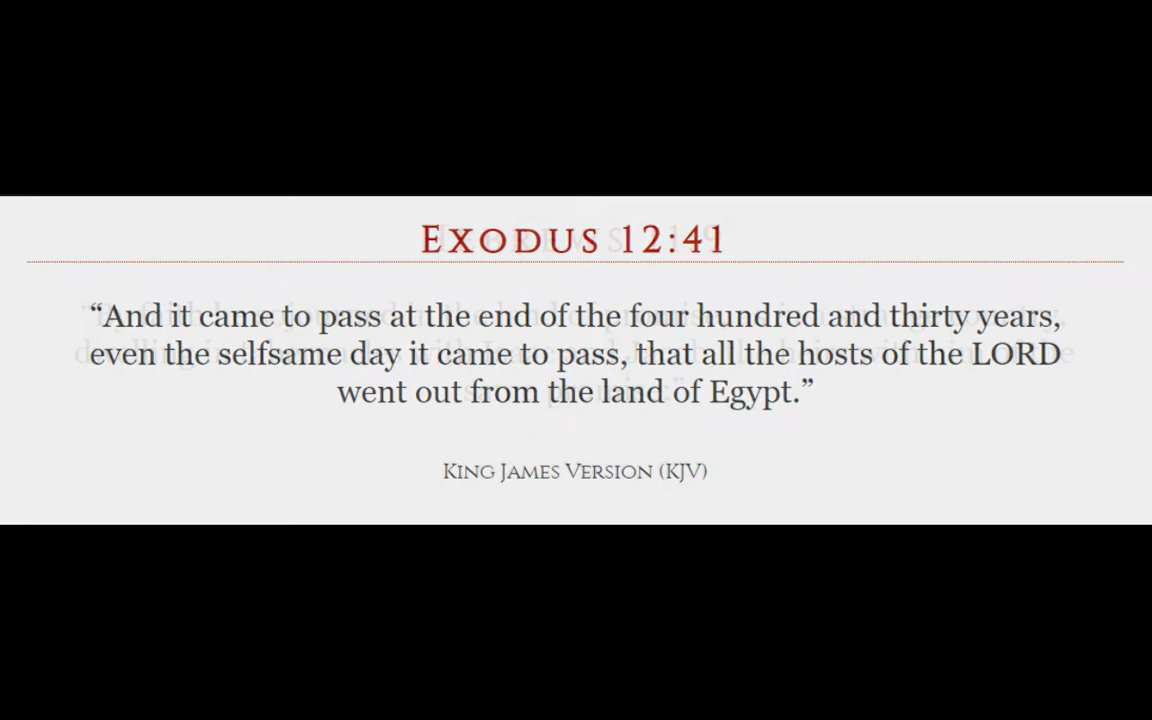 Exodus 12:41
“And it came to pass at the end of the four hundred and thirty years,
even the selfsame day it came to pass, that all the hosts of the LORD
went out from the land of Egypt.”
King James Version (KJV)